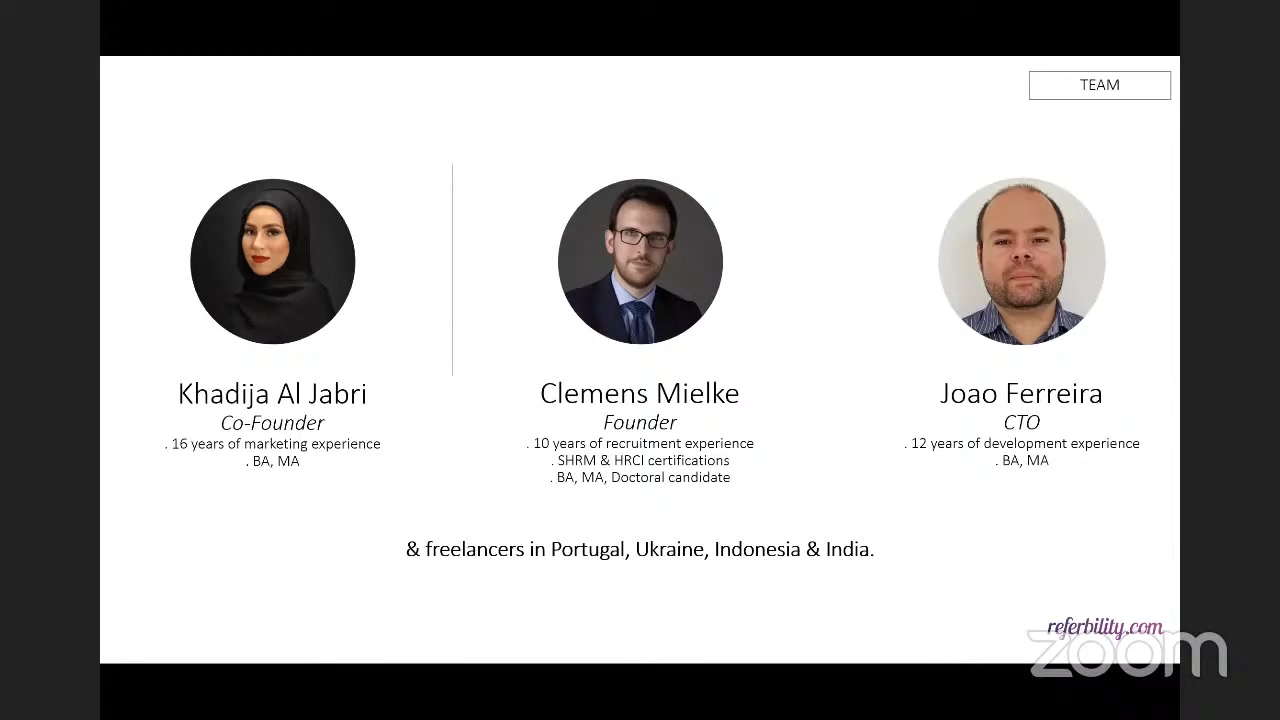 TEAM
Khadija Al Jabri
Co-Founder
. 16 years of marketing experience
. BA, MA
Clemens Mielke
Founder
. 10 years of recruitment experience
. SHRM & HRCI certifications
. BA, MA, Doctoral candidate
Joao Ferreira
CTO
. 12 years of development experience
. BA, MA
& freelancers in Portugal, Ukraine, Indonesia & India.
referbility.com
zoom